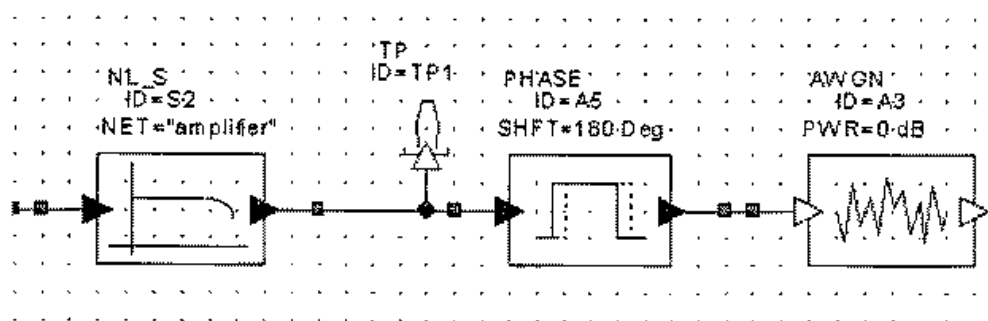 NL_S
ID=S2
NET="amplifier"
TP
ID=TP1
PHASE
ID=A5
SHFT=180 Deg
AWGN
ID=A3
PWR=0 dB